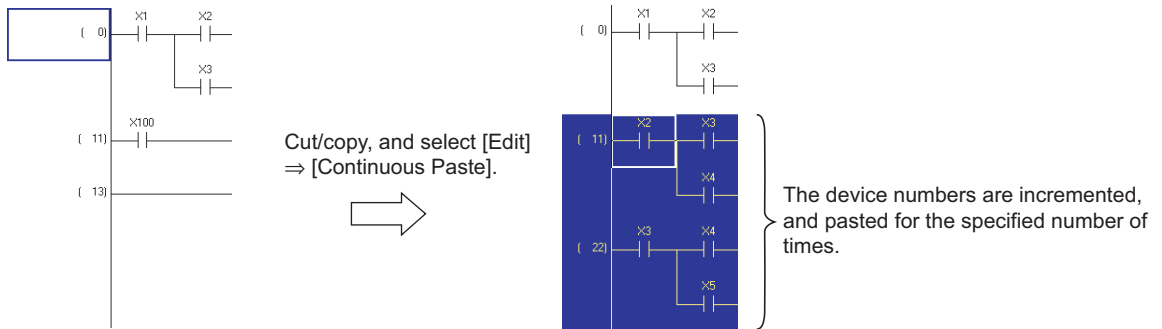 X1 X2
( 0)
X3
X100
( 11)
( 13)
Cut/copy, and select [Edit]
⇒ [Continuous Paste].
X1 X2
( 0)
X3
X2 X3
( 11)
X4
X3 X4
( 22)
X5
The device numbers are incremented,
and pasted for the specified number of
times.